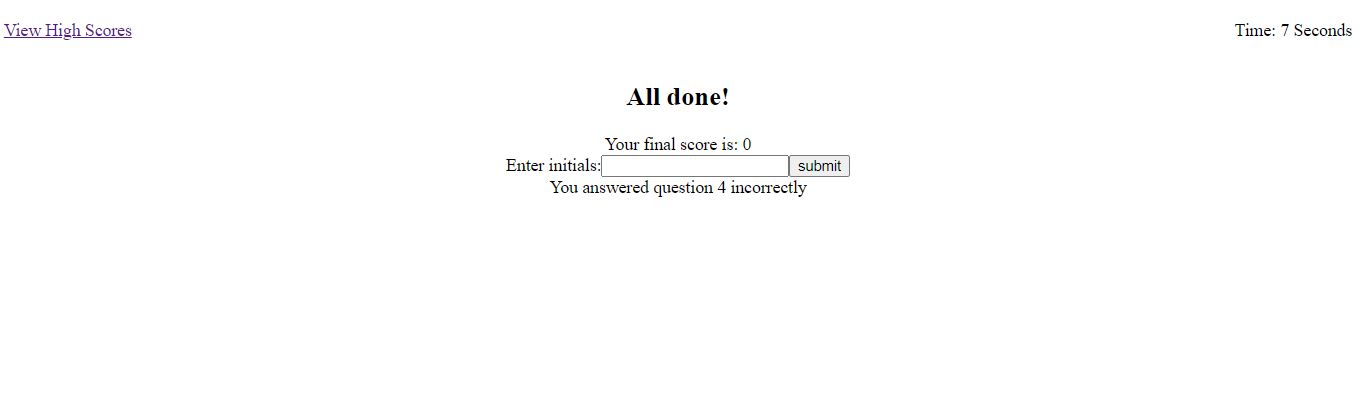 View High Scores
Time: 7 Seconds
All done!
Your final score is: 0
Enter initials: submit
You answered question 4 incorrectly